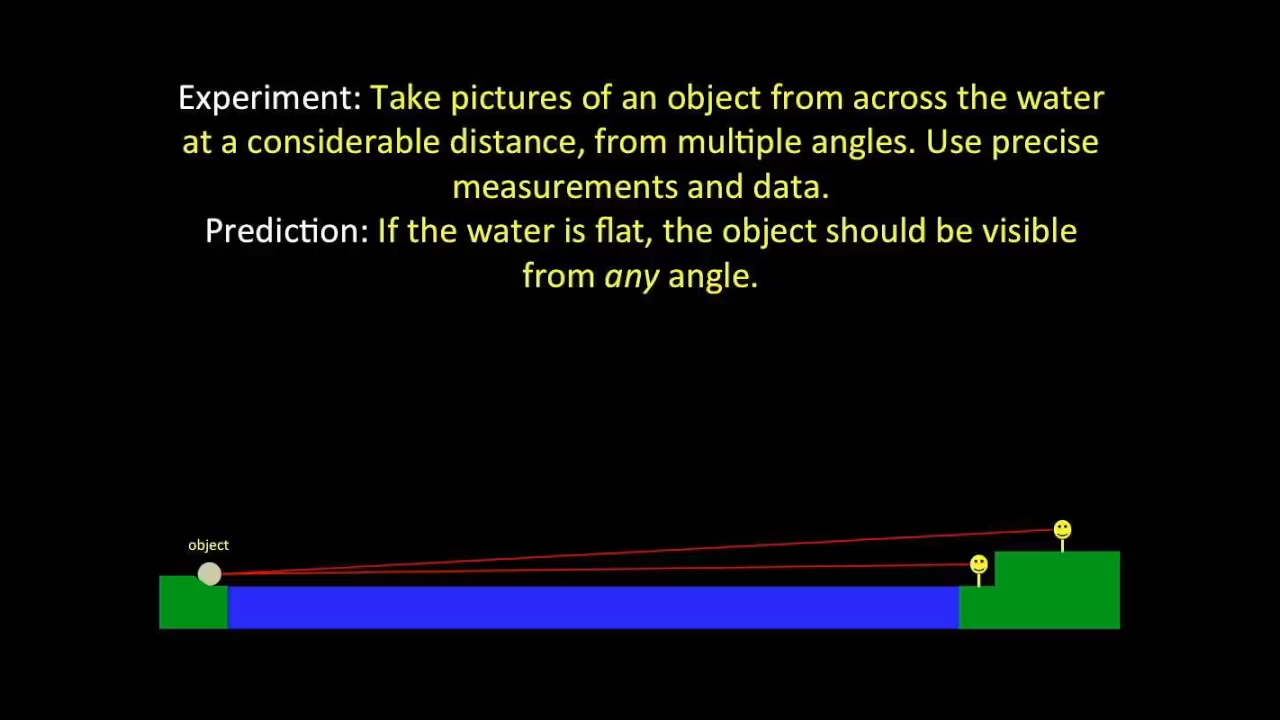 Experiment: Take pictures of an object from across the water
at a considerable distance, from multiple angles. Use precise
measurements and data.
Prediction: If the water is flat, the object should be visible
from any angle.
object